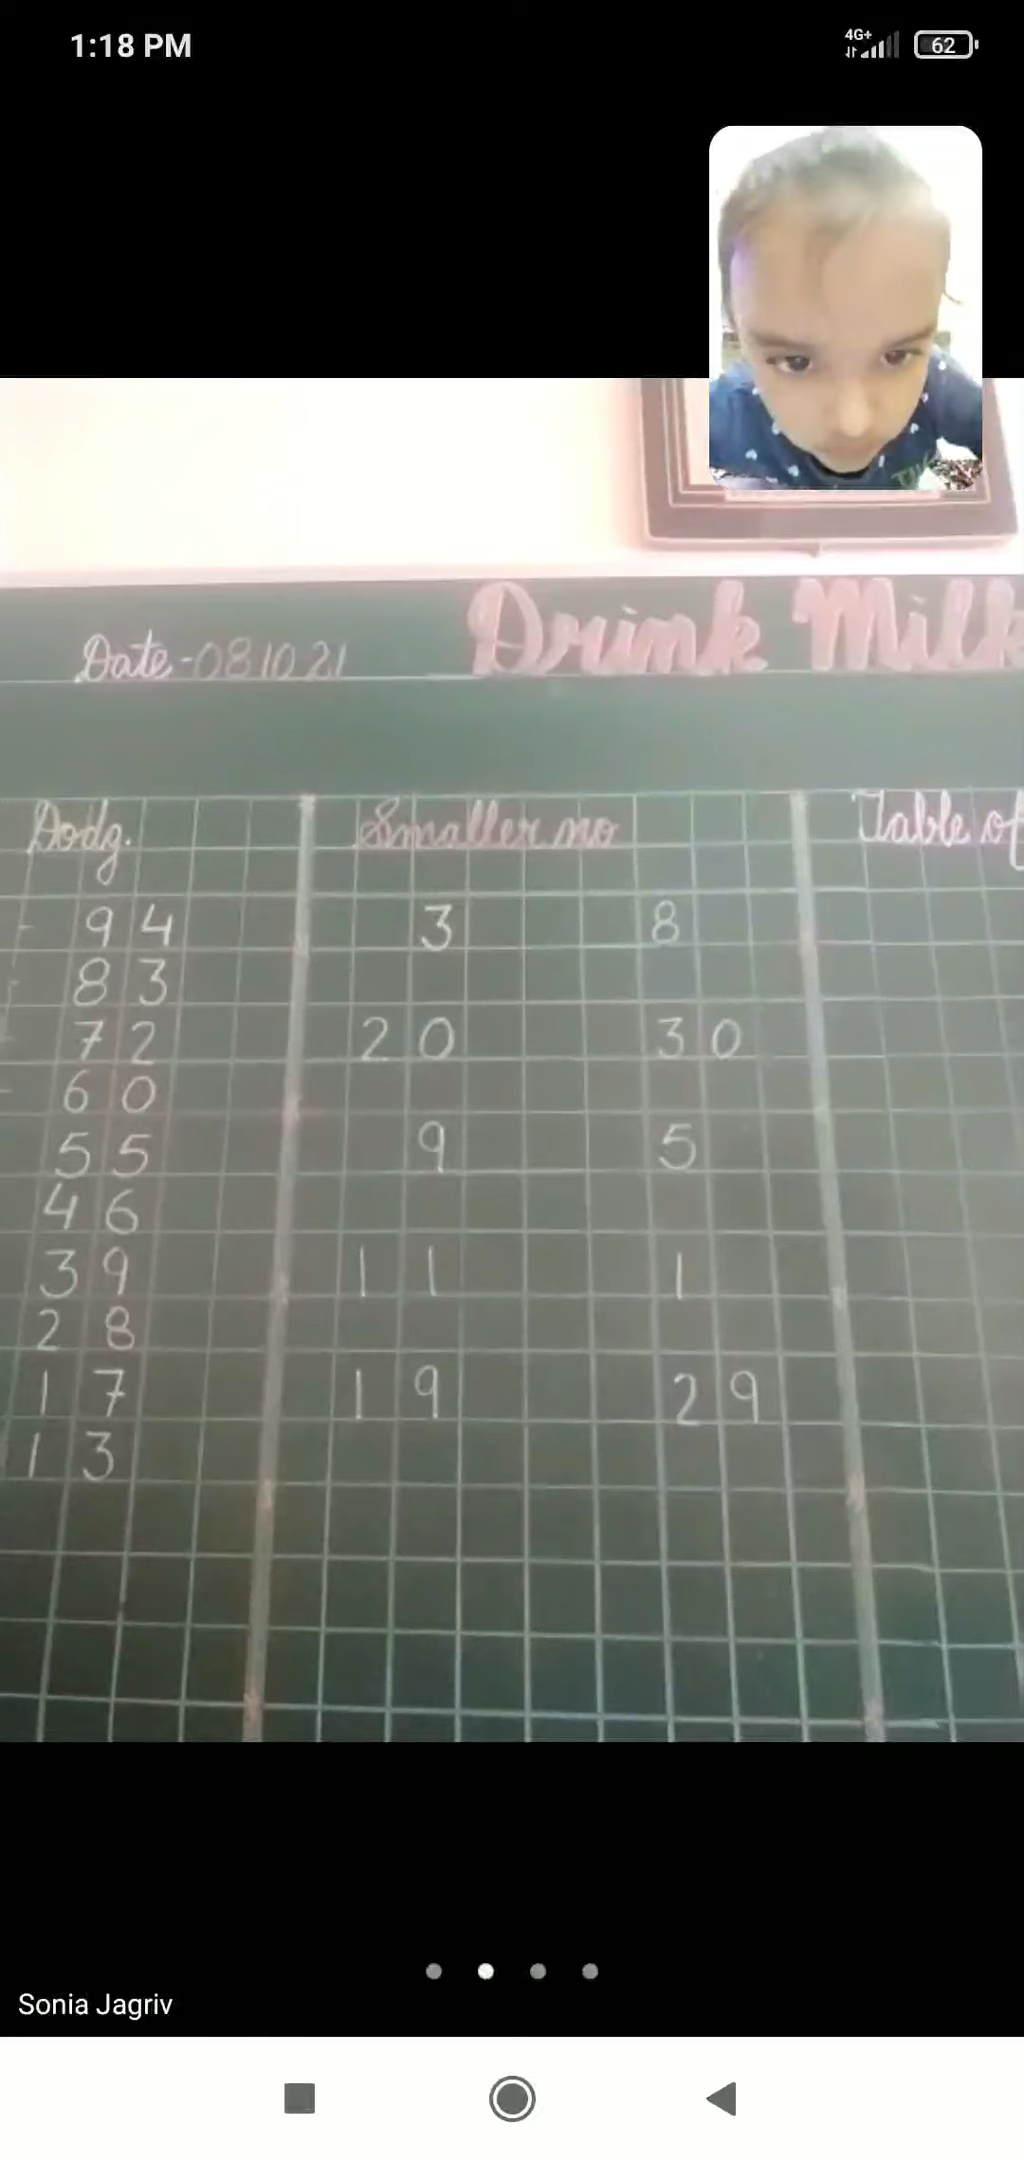 1:18 PM
4G+
62
Drink Milk
Date-08.10.21
Dodg.
94
83
72
60
55
46
39
28
17
13
Smaller no
3 8
20 30
9 5
11 1
19 29
Table of
Sonia Jagriv